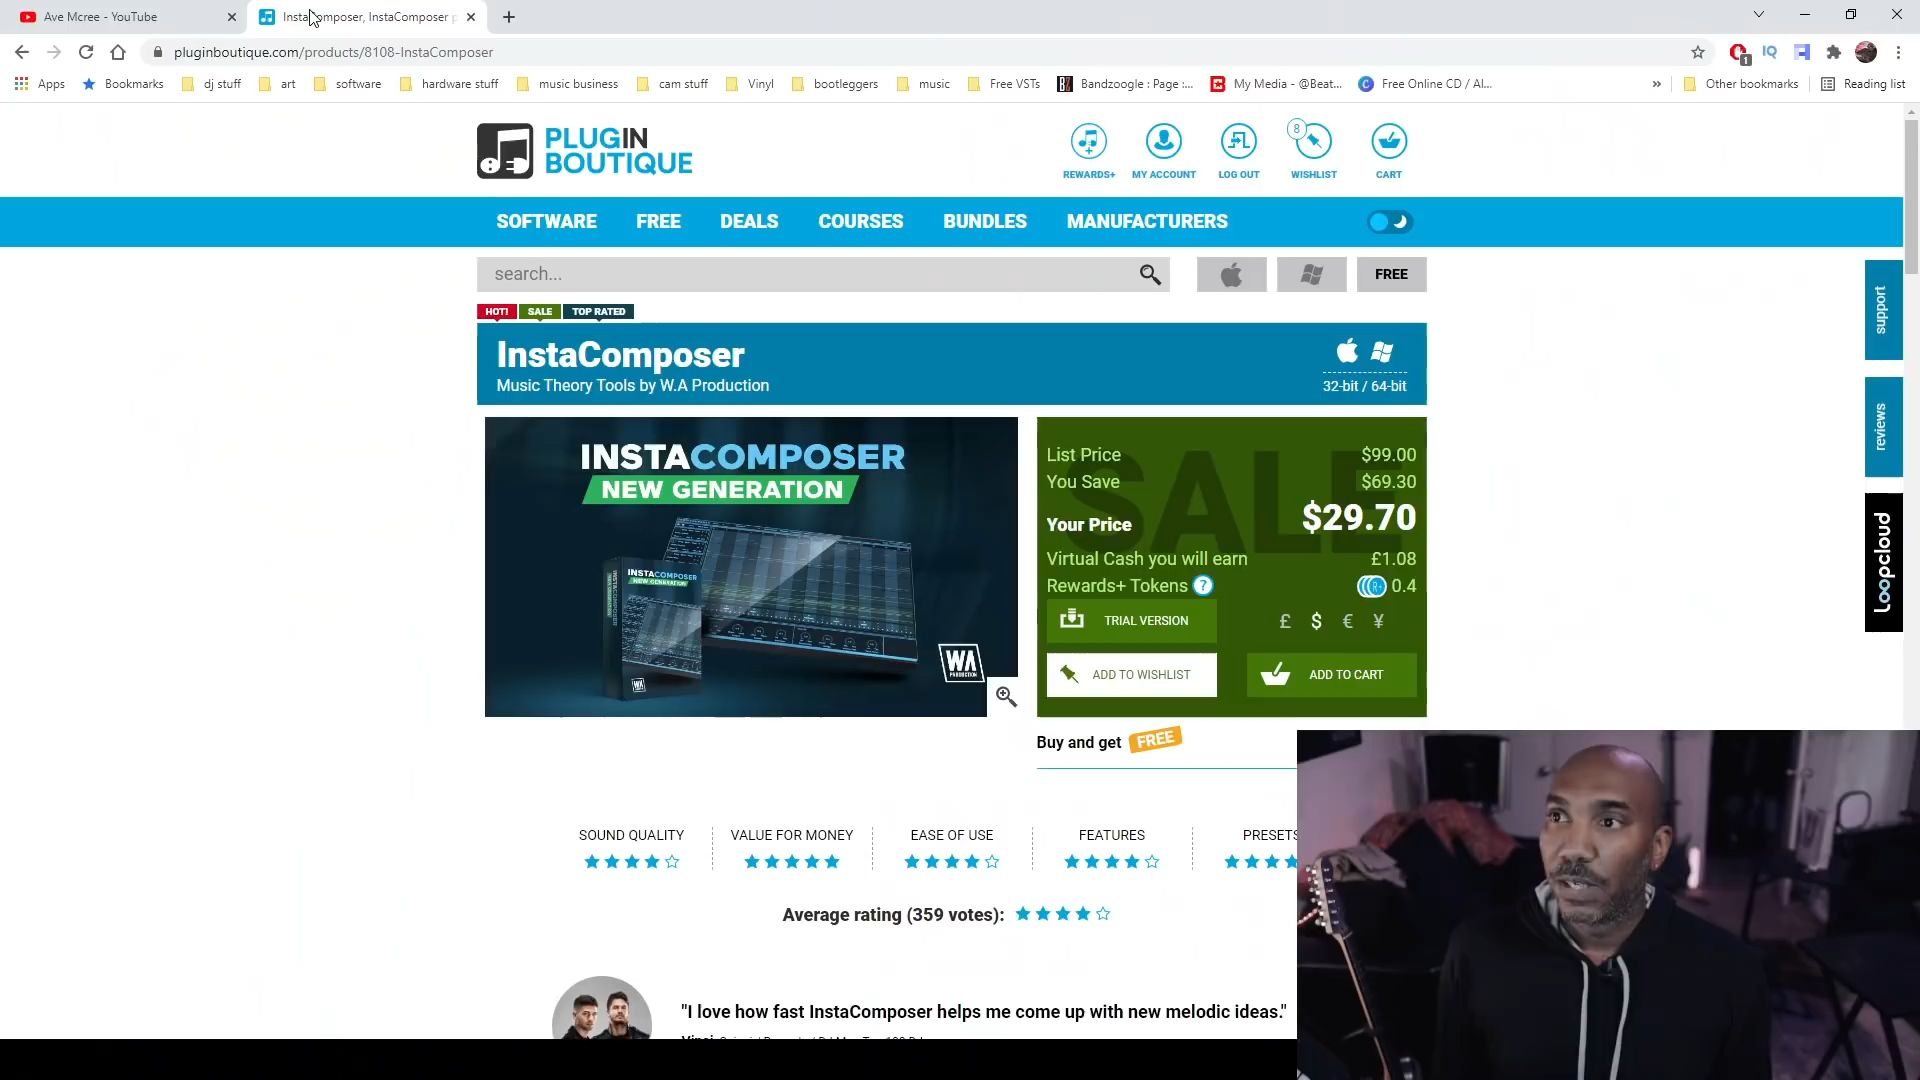 Ave Mcree - YouTube
InstaComposer, InstaComposer p
pluginboutique.com/products/8108-InstaComposer
1
Apps
Bookmarks
dj stuff
art
software
hardware stuff
music business
cam stuff
Vinyl
bootleggers
music
Free VSTs
Bandzoogle : Page :...
My Media - @Beat...
Free Online CD / Al...
»
Other bookmarks
Reading list
PLUGIN
BOUTIQUE
8
REWARDS+
MY ACCOUNT
LOG OUT
WISHLIST
CART
SOFTWARE
FREE
DEALS
COURSES
BUNDLES
MANUFACTURERS
search...
FREE
HOT!
SALE
TOP RATED
InstaComposer
Music Theory Tools by W.A Production
32-bit / 64-bit
support
reviews
Loopcloud
INSTACOMPOSER
NEW GENERATION
INSTACOMPOSER
NEW GENERATION
WA
PRODUCTION
SALE
List Price $99.00
You Save $69.30
Your Price $29.70
Virtual Cash you will earn £1.08
Rewards+ Tokens ? 0.4
TRIAL VERSION
£ $ € ¥
ADD TO WISHLIST
ADD TO CART
Buy and get FREE
SOUND QUALITY
VALUE FOR MONEY
EASE OF USE
FEATURES
PRESETS
Average rating (359 votes):
"I love how fast InstaComposer helps me come up with new melodic ideas."